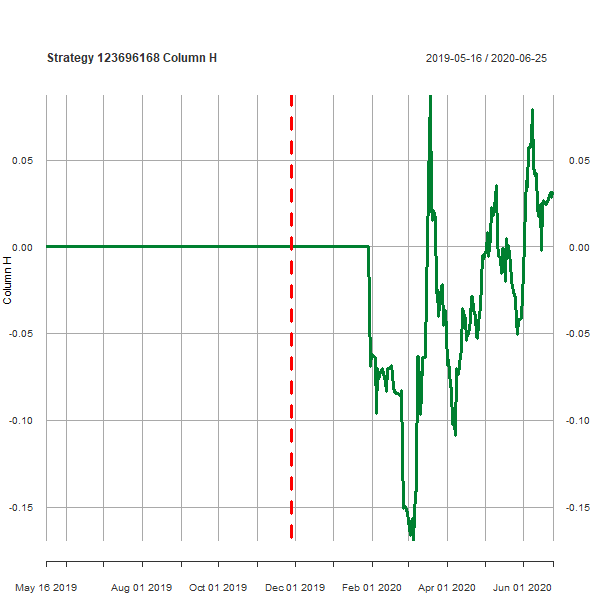 Strategy 123696168 Column H
2019-05-16 / 2020-06-25
0.05
0.05
0.00
0.00
Column H
-0.05
-0.05
-0.10
-0.10
-0.15
-0.15
May 16 2019
Aug 01 2019
Oct 01 2019
Dec 01 2019
Feb 01 2020
Apr 01 2020
Jun 01 2020